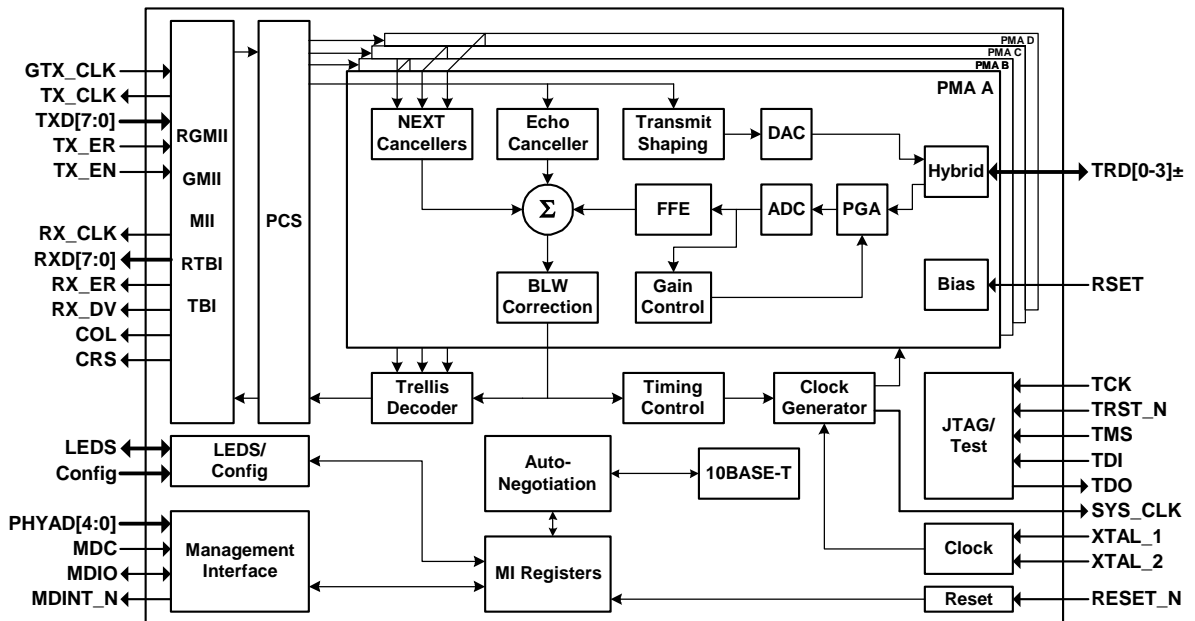 PMA D
PMA C
PMA B
PMA A
GTX_CLK
TX_CLK
TXD[7:0]
TX_ER
TX_EN
RX_CLK
RXD[7:0]
RX_ER
RX_DV
COL
CRS
RGMII
GMII
MII
RTBI
TBI
PCS
NEXT
Cancellers
Echo
Canceller
Transmit
Shaping
DAC
Hybrid
TRD[0-3]±
Σ
FFE
ADC
PGA
BLW
Correction
Gain
Control
Bias
RSET
Trellis
Decoder
Timing
Control
Clock
Generator
JTAG/
Test
TCK
TRST_N
TMS
TDI
TDO
SYS_CLK
XTAL_1
XTAL_2
RESET_N
LEDS
Config
LEDS/
Config
Auto-
Negotiation
10BASE-T
PHYAD[4:0]
MDC
MDIO
MDINT_N
Management
Interface
MI Registers
Clock
Reset